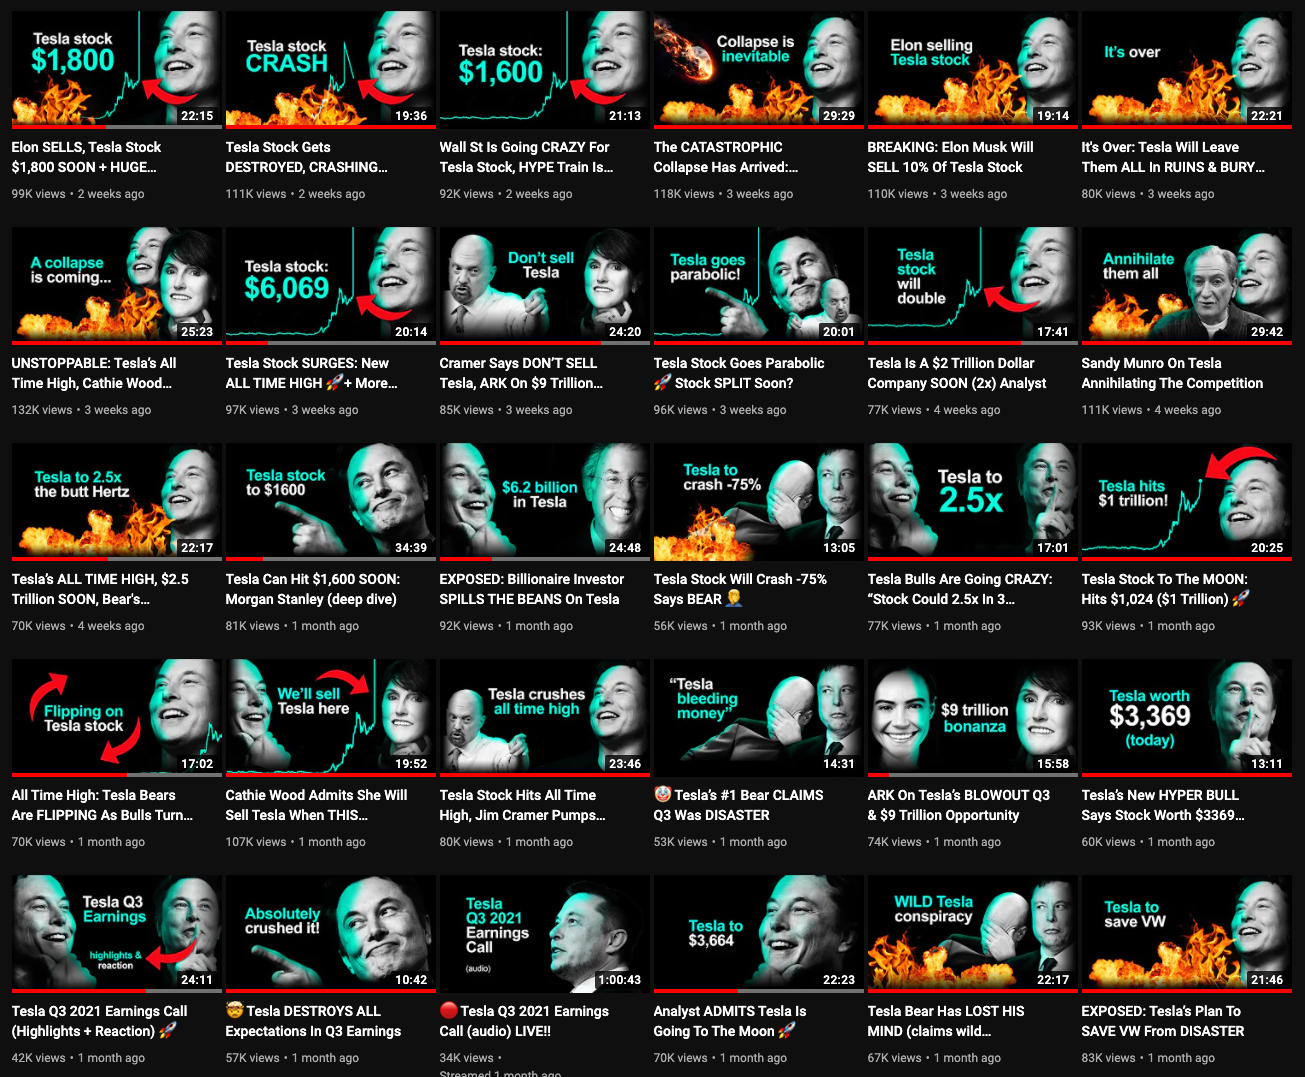 Tesla stock
$1,800
22:15
Elon SELLS, Tesla Stock
$1,800 SOON + HUGE...
99K views • 2 weeks ago
Tesla stock
CRASH
19:36
Tesla Stock Gets
DESTROYED, CRASHING...
111K views • 2 weeks ago
Tesla stock:
$1,600
21:13
Wall St Is Going CRAZY For
Tesla Stock, HYPE Train Is...
92K views • 2 weeks ago
Collapse is
inevitable
29:29
The CATASTROPHIC
Collapse Has Arrived:...
118K views • 3 weeks ago
Elon selling
Tesla stock
19:14
BREAKING: Elon Musk Will
SELL 10% Of Tesla Stock
110K views • 3 weeks ago
It's over
22:21
It's Over: Tesla Will Leave
Them ALL In RUINS & BURY...
80K views • 3 weeks ago
A collapse
is coming...
25:23
UNSTOPPABLE: Tesla's All
Time High, Cathie Wood...
132K views • 3 weeks ago
Tesla stock:
$6,069
20:14
Tesla Stock SURGES: New
ALL TIME HIGH 🚀+ More...
97K views • 3 weeks ago
Don't sell
Tesla
24:20
Cramer Says DON'T SELL
Tesla, ARK On $9 Trillion...
85K views • 3 weeks ago
Tesla goes
parabolic!
20:01
Tesla Stock Goes Parabolic
🚀 Stock SPLIT Soon?
96K views • 3 weeks ago
Tesla
stock
will
double
17:41
Tesla Is A $2 Trillion Dollar
Company SOON (2x) Analyst
77K views • 4 weeks ago
Annihilate
them all
29:42
Sandy Munro On Tesla
Annihilating The Competition
111K views • 4 weeks ago
Tesla to 2.5x
the butt Hertz
22:17
Tesla's ALL TIME HIGH, $2.5
Trillion SOON, Bear's...
70K views • 4 weeks ago
Tesla stock
to $1600
34:39
Tesla Can Hit $1,600 SOON:
Morgan Stanley (deep dive)
81K views • 1 month ago
$6.2 billion
in Tesla
24:48
EXPOSED: Billionaire Investor
SPILLS THE BEANS On Tesla
92K views • 1 month ago
Tesla to
crash -75%
13:05
Tesla Stock Will Crash -75%
Says BEAR 🤦‍♂️
56K views • 1 month ago
Tesla to
2.5x
17:01
Tesla Bulls Are Going CRAZY:
“Stock Could 2.5x In 3...
77K views • 1 month ago
Tesla hits
$1 trillion!
20:25
Tesla Stock To The MOON:
Hits $1,024 ($1 Trillion) 🚀
93K views • 1 month ago
Flipping on
Tesla stock
17:02
All Time High: Tesla Bears
Are FLIPPING As Bulls Turn...
70K views • 1 month ago
We'll sell
Tesla here
19:52
Cathie Wood Admits She Will
Sell Tesla When THIS...
107K views • 1 month ago
Tesla crushes
all time high
23:46
Tesla Stock Hits All Time
High, Jim Cramer Pumps...
80K views • 1 month ago
“Tesla
bleeding
money”
14:31
🤡 Tesla's #1 Bear CLAIMS
Q3 Was DISASTER
53K views • 1 month ago
$9 trillion
bonanza
15:58
ARK On Tesla's BLOWOUT Q3
& $9 Trillion Opportunity
74K views • 1 month ago
Tesla worth
$3,369
(today)
13:11
Tesla's New HYPER BULL
Says Stock Worth $3369...
60K views • 1 month ago
Tesla Q3
Earnings
highlights &
reaction
24:11
Tesla Q3 2021 Earnings Call
(Highlights + Reaction) 🚀
42K views • 1 month ago
Absolutely
crushed it!
10:42
🤯 Tesla DESTROYS ALL
Expectations In Q3 Earnings
57K views • 1 month ago
Tesla
Q3 2021
Earnings
Call
(audio)
1:00:43
🔴 Tesla Q3 2021 Earnings
Call (audio) LIVE!!
34K views •
Streamed 1 month ago
Tesla to
$3,664
22:23
Analyst ADMITS Tesla Is
Going To The Moon 🚀
70K views • 1 month ago
WILD Tesla
conspiracy
22:17
Tesla Bear Has LOST HIS
MIND (claims wild...
67K views • 1 month ago
Tesla to
save VW
21:46
EXPOSED: Tesla's Plan To
SAVE VW From DISASTER
83K views • 1 month ago